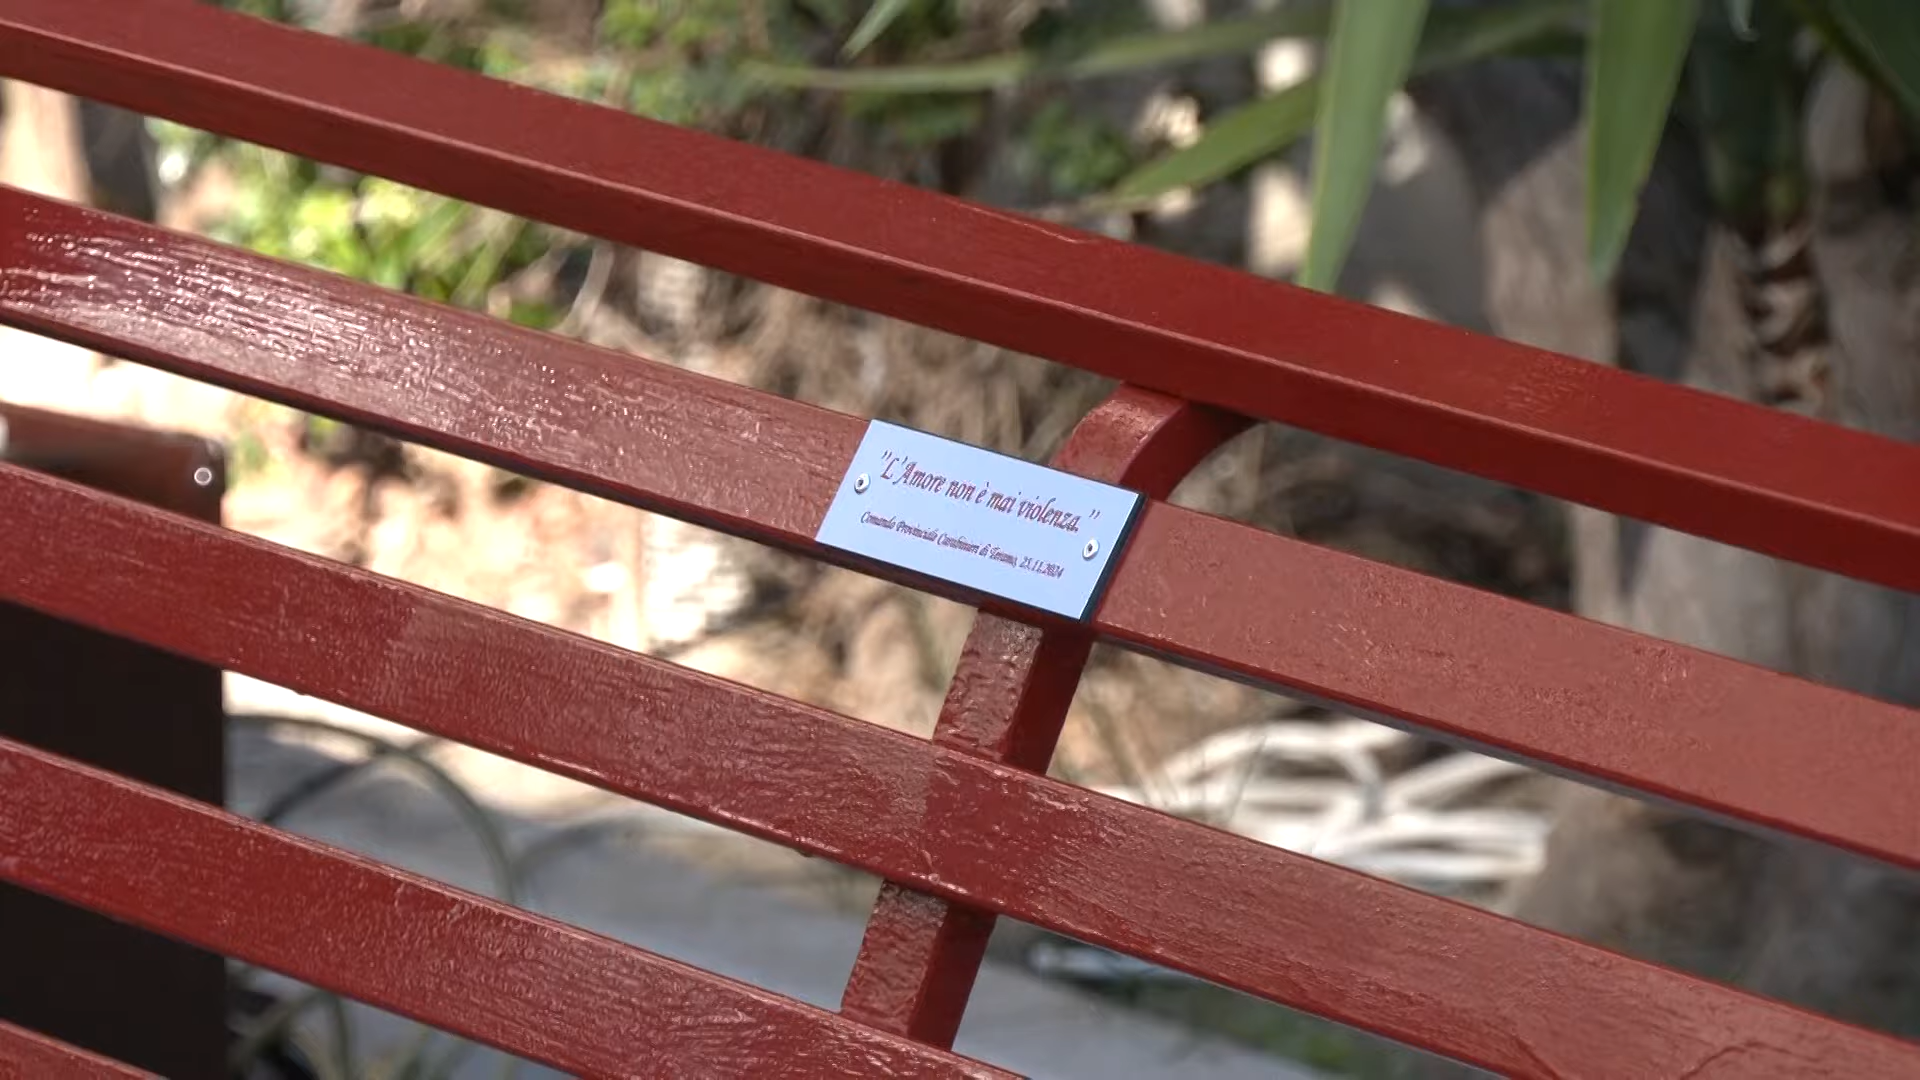 "L'Amore non è mai violenza."
Comando Provinciale Carabinieri di Teramo, 25.11.2024